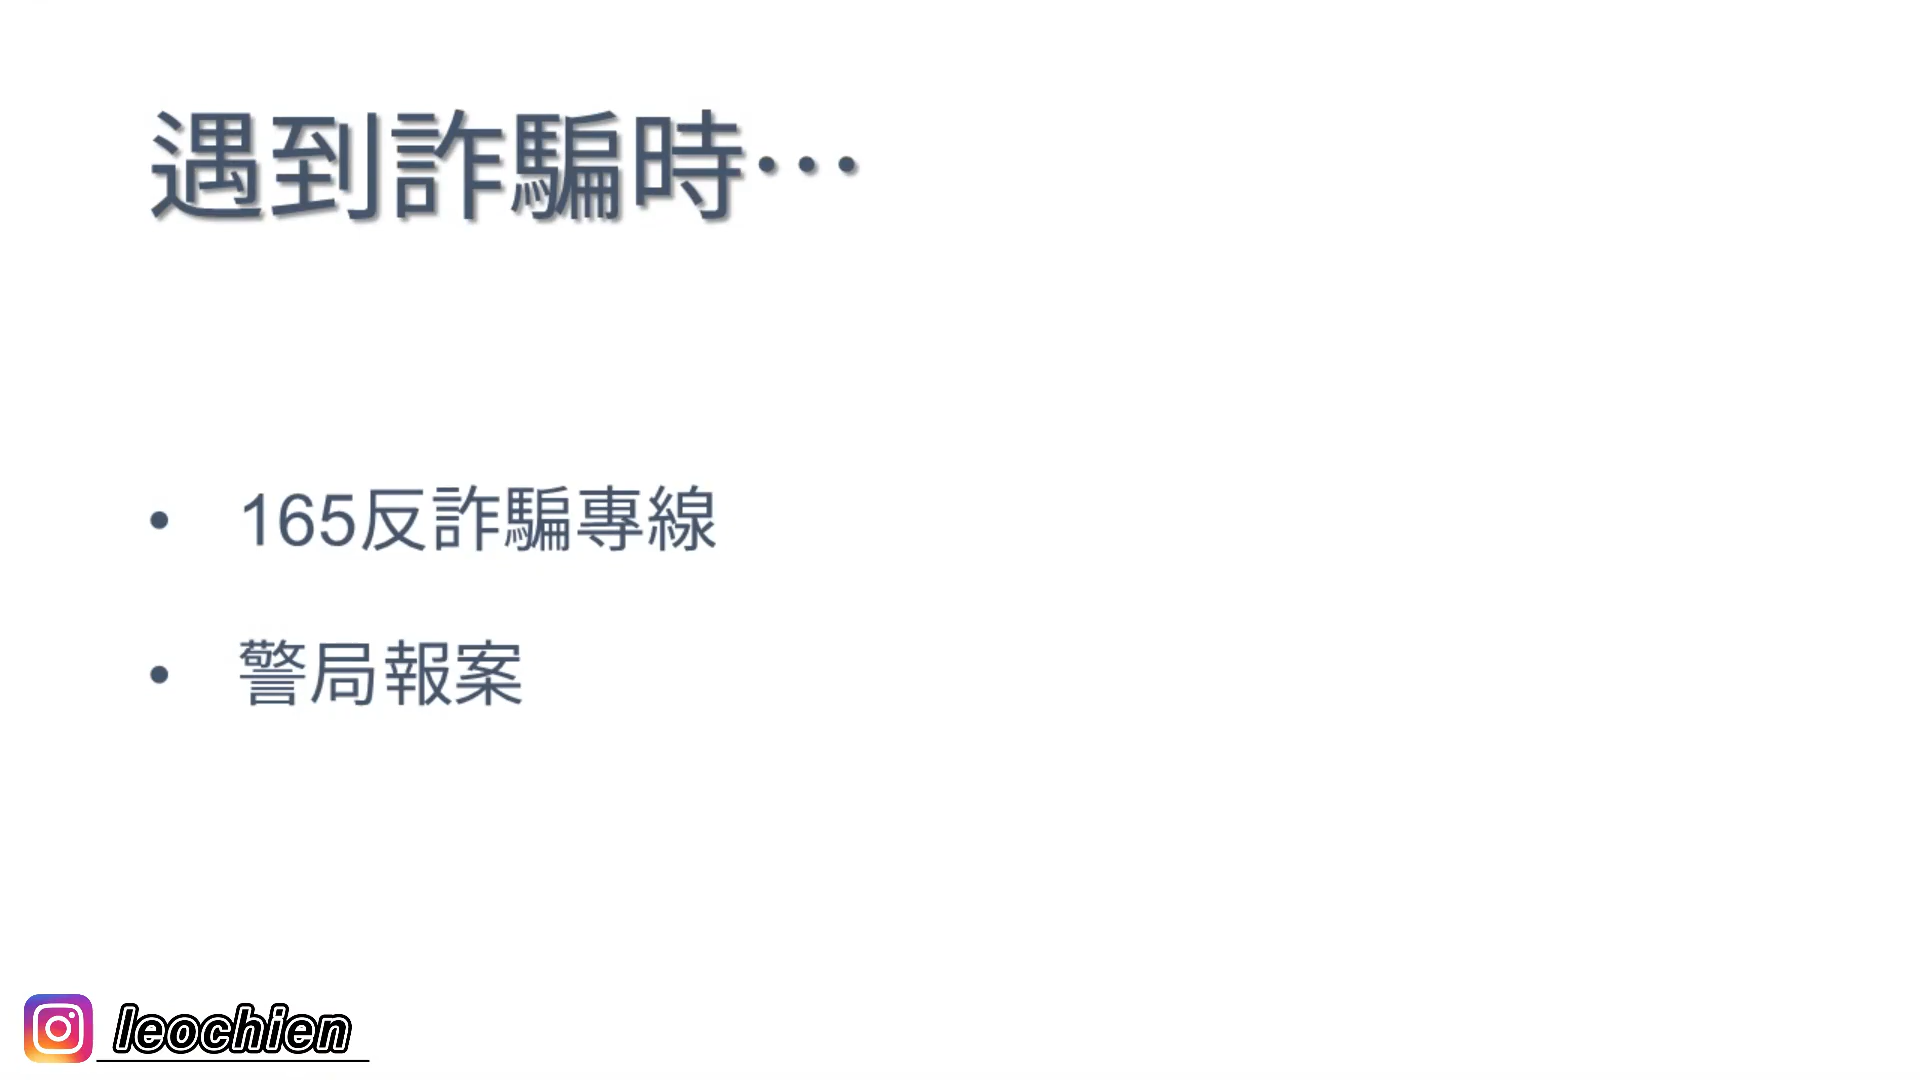 遇到詐騙時…
• 165反詐騙專線
• 警局報案
leochien